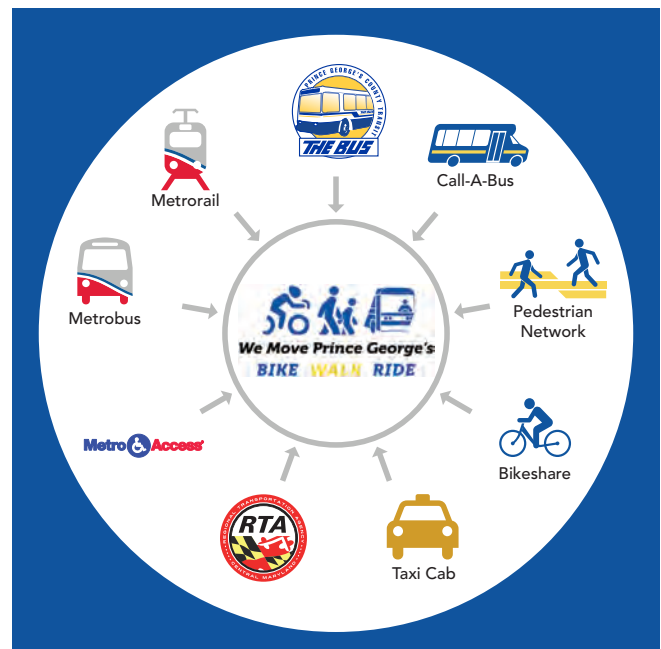 PRINCE GEORGE'S COUNTY TRANSIT
THE BUS
Metrorail
Call-A-Bus
Metrobus
Pedestrian
Network
We Move Prince George's
BIKE WALK RIDE
MetroAccess
Bikeshare
REGIONAL TRANSPORTATION AGENCY
RTA
CENTRAL MARYLAND
Taxi Cab